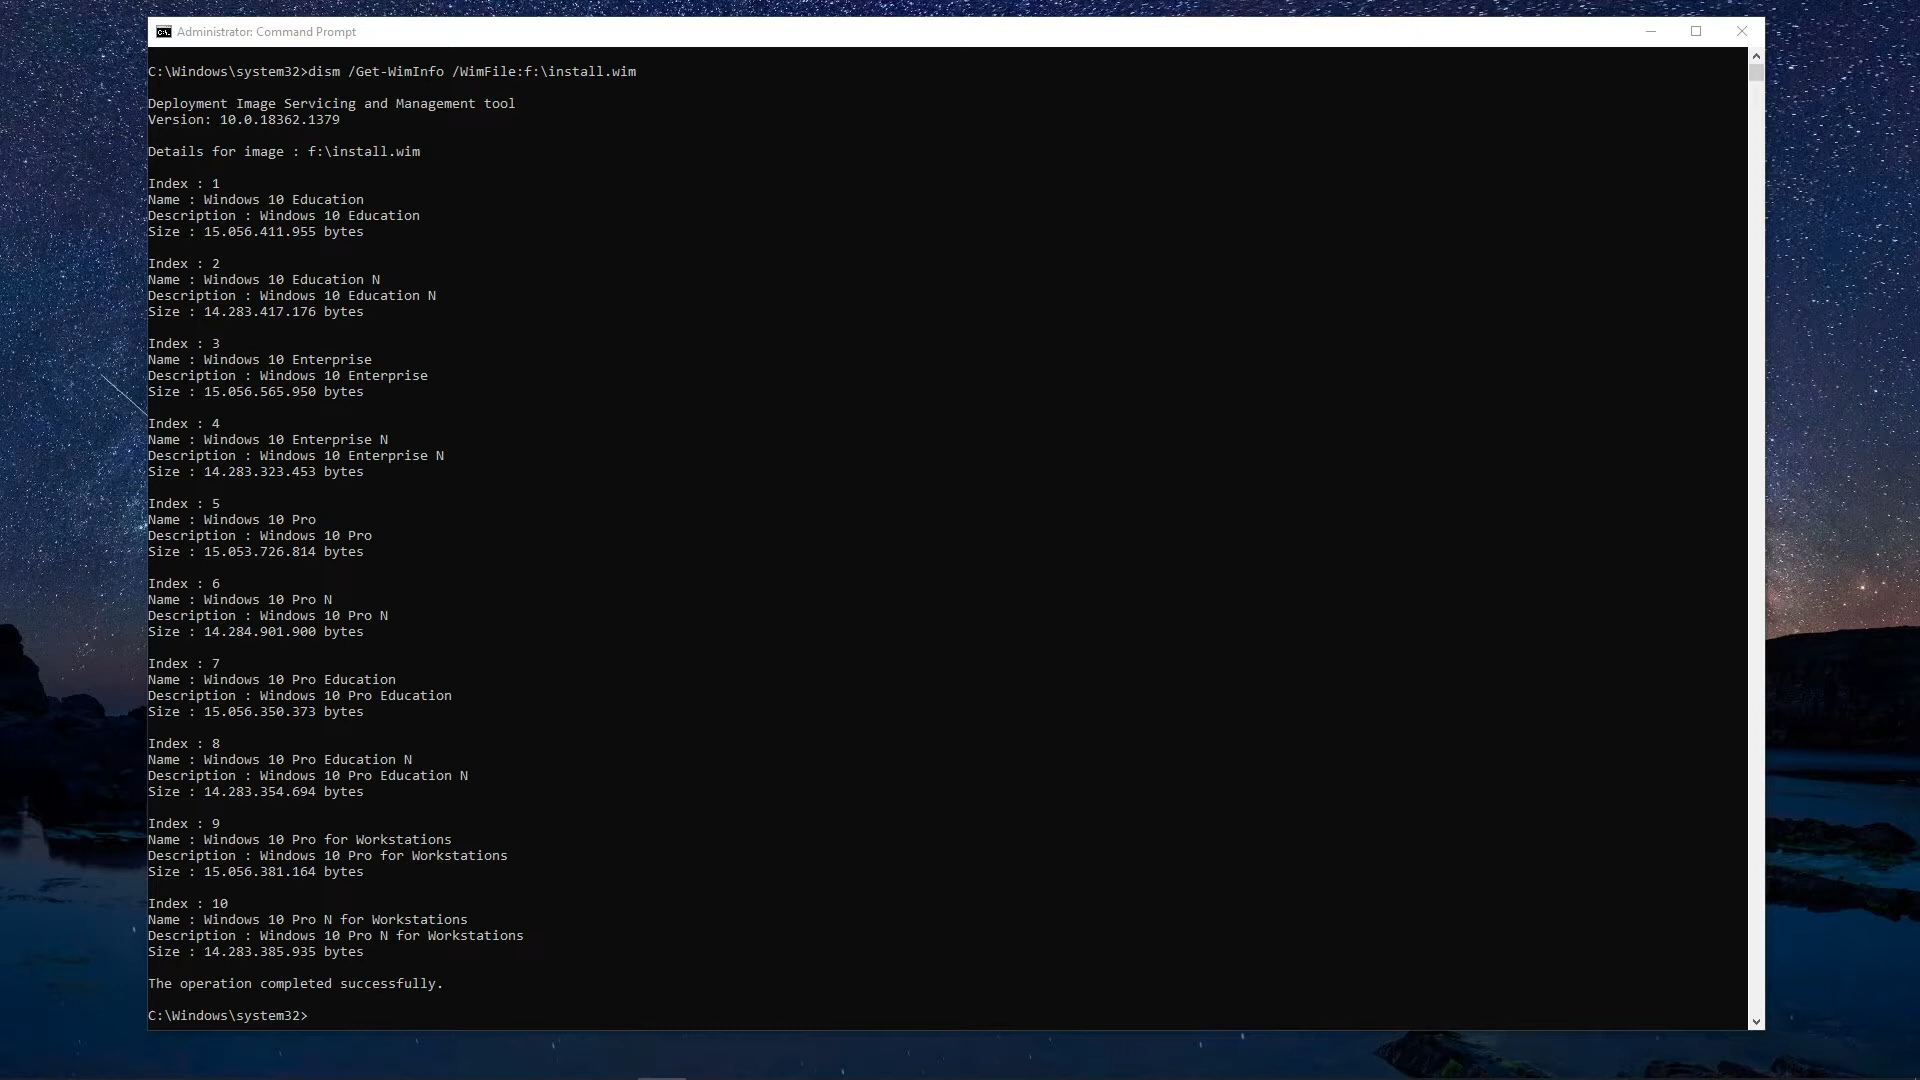 Administrator: Command Prompt
C:\Windows\system32>dism /Get-WimInfo /WimFile:f:\install.wim
Deployment Image Servicing and Management tool
Version: 10.0.18362.1379
Details for image : f:\install.wim
Index : 1
Name : Windows 10 Education
Description : Windows 10 Education
Size : 15.056.411.955 bytes
Index : 2
Name : Windows 10 Education N
Description : Windows 10 Education N
Size : 14.283.417.176 bytes
Index : 3
Name : Windows 10 Enterprise
Description : Windows 10 Enterprise
Size : 15.056.565.950 bytes
Index : 4
Name : Windows 10 Enterprise N
Description : Windows 10 Enterprise N
Size : 14.283.323.453 bytes
Index : 5
Name : Windows 10 Pro
Description : Windows 10 Pro
Size : 15.053.726.814 bytes
Index : 6
Name : Windows 10 Pro N
Description : Windows 10 Pro N
Size : 14.284.901.900 bytes
Index : 7
Name : Windows 10 Pro Education
Description : Windows 10 Pro Education
Size : 15.056.350.373 bytes
Index : 8
Name : Windows 10 Pro Education N
Description : Windows 10 Pro Education N
Size : 14.283.354.694 bytes
Index : 9
Name : Windows 10 Pro for Workstations
Description : Windows 10 Pro for Workstations
Size : 15.056.381.164 bytes
Index : 10
Name : Windows 10 Pro N for Workstations
Description : Windows 10 Pro N for Workstations
Size : 14.283.385.935 bytes
The operation completed successfully.
C:\Windows\system32>